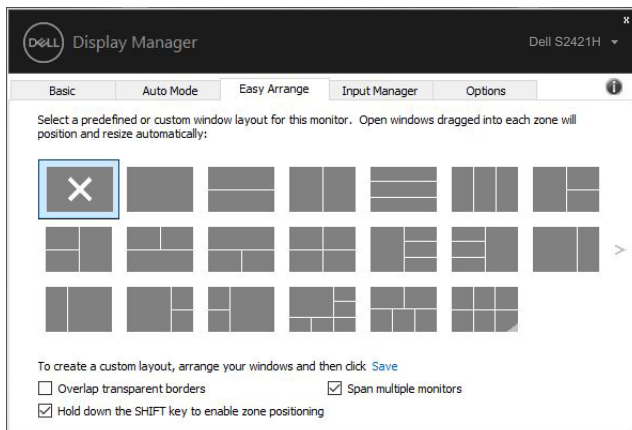 x
DELL Display Manager Dell S2421H
Basic Auto Mode Easy Arrange Input Manager Options
Select a predefined or custom window layout for this monitor. Open windows dragged into each zone will
position and resize automatically:
To create a custom layout, arrange your windows and then click Save
Overlap transparent borders Span multiple monitors
Hold down the SHIFT key to enable zone positioning